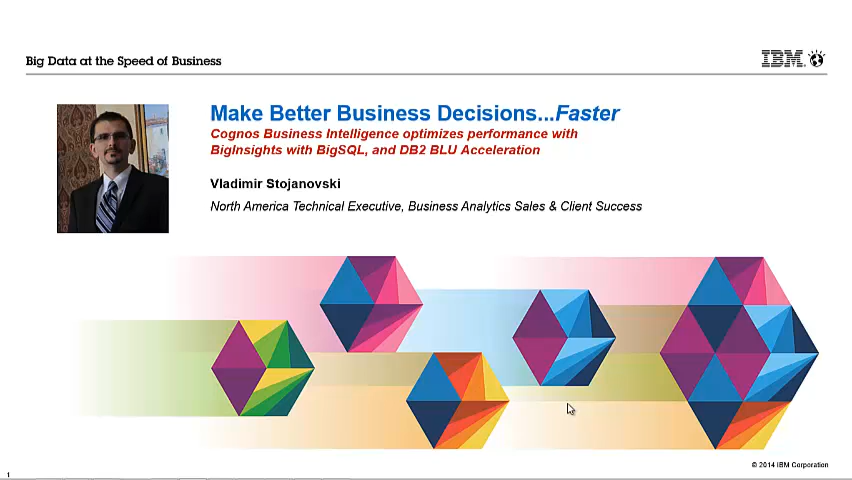 Big Data at the Speed of Business
IBM
Make Better Business Decisions...Faster
Cognos Business Intelligence optimizes performance with
BigInsights with BigSQL, and DB2 BLU Acceleration
Vladimir Stojanovski
North America Technical Executive, Business Analytics Sales & Client Success
© 2014 IBM Corporation
1